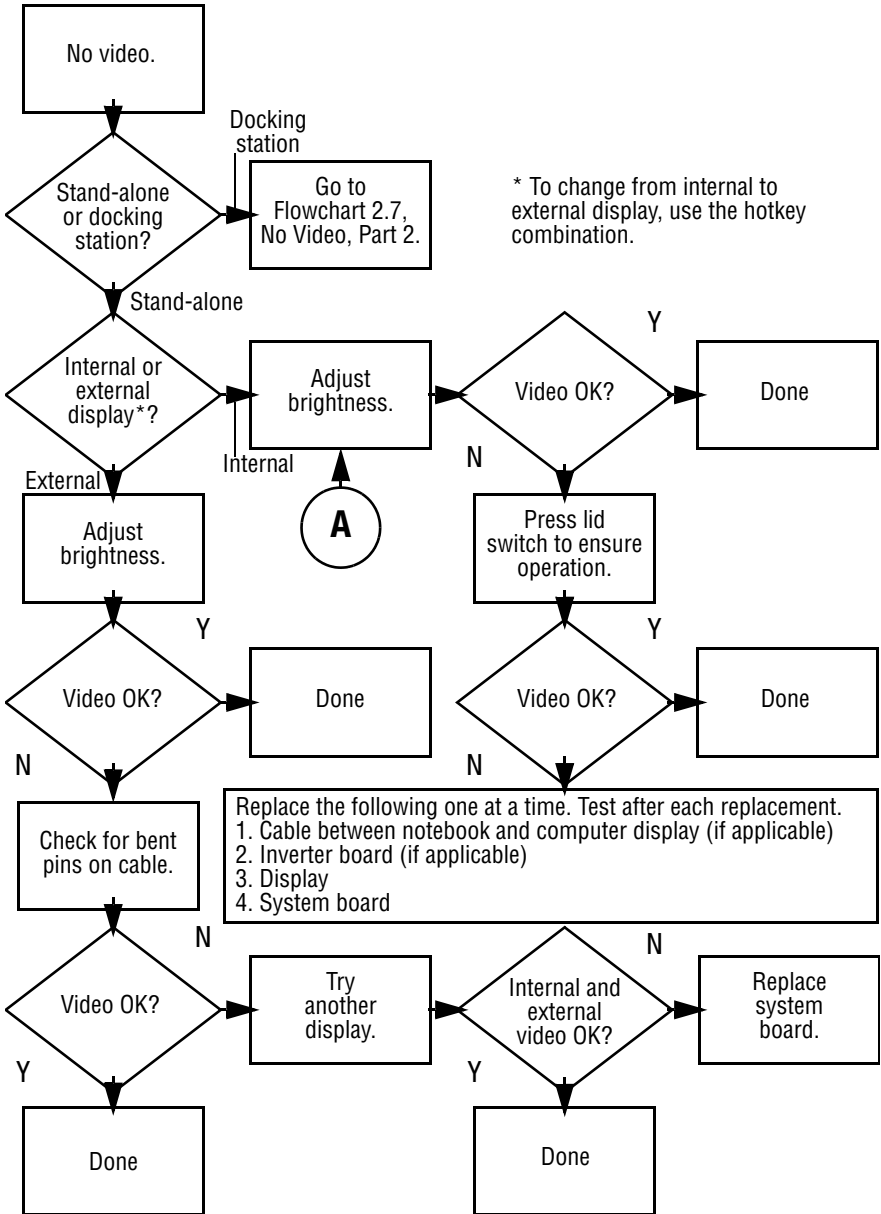 No video.
Docking
station
Stand-alone
or docking
station?
Go to
Flowchart 2.7,
No Video, Part 2.
* To change from internal to
external display, use the hotkey
combination.
Stand-alone
Internal or
external
display*?
Internal
Adjust
brightness.
Video OK?
Y
Done
N
A
External
Adjust
brightness.
Press lid
switch to ensure
operation.
Video OK?
Y
Done
N
Video OK?
Y
Done
N
Check for bent
pins on cable.
Replace the following one at a time. Test after each replacement.
1. Cable between notebook and computer display (if applicable)
2. Inverter board (if applicable)
3. Display
4. System board
Video OK?
N
Try
another
display.
Internal and
external
video OK?
N
Replace
system
board.
Y
Done
Y
Done